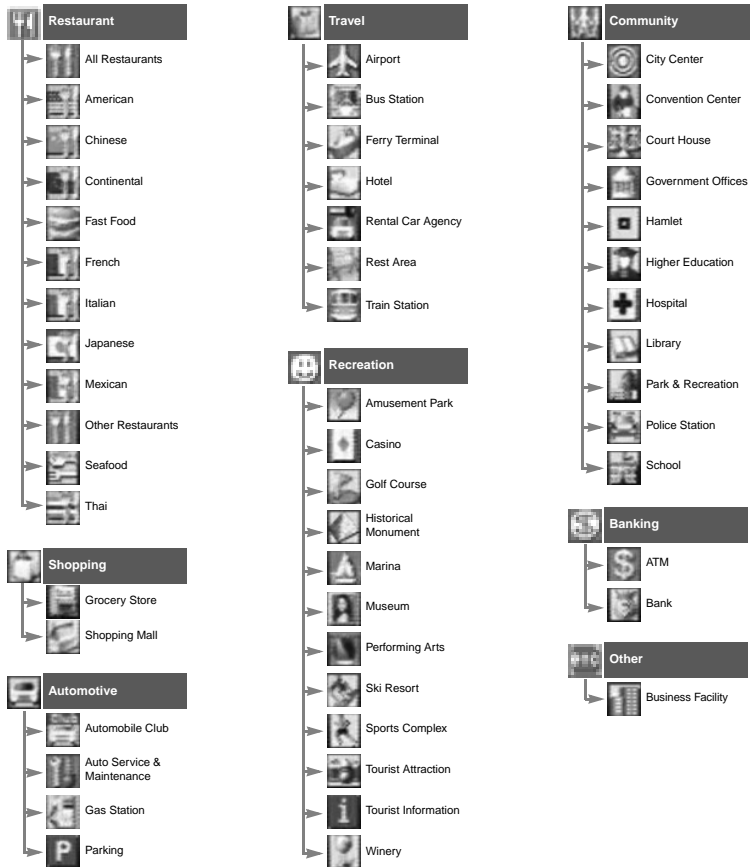 Restaurant
All Restaurants
American
Chinese
Continental
Fast Food
French
Italian
Japanese
Mexican
Other Restaurants
Seafood
Thai
Shopping
Grocery Store
Shopping Mall
Automotive
Automobile Club
Auto Service &
Maintenance
Gas Station
P
Parking
Travel
Airport
Bus Station
Ferry Terminal
Hotel
Rental Car Agency
Rest Area
Train Station
Recreation
Amusement Park
Casino
Golf Course
Historical
Monument
Marina
Museum
Performing Arts
Ski Resort
Sports Complex
Tourist Attraction
i
Tourist Information
Winery
Community
City Center
Convention Center
Court House
Government Offices
Hamlet
Higher Education
Hospital
Library
Park & Recreation
Police Station
School
Banking
$
ATM
Bank
Other
Business Facility